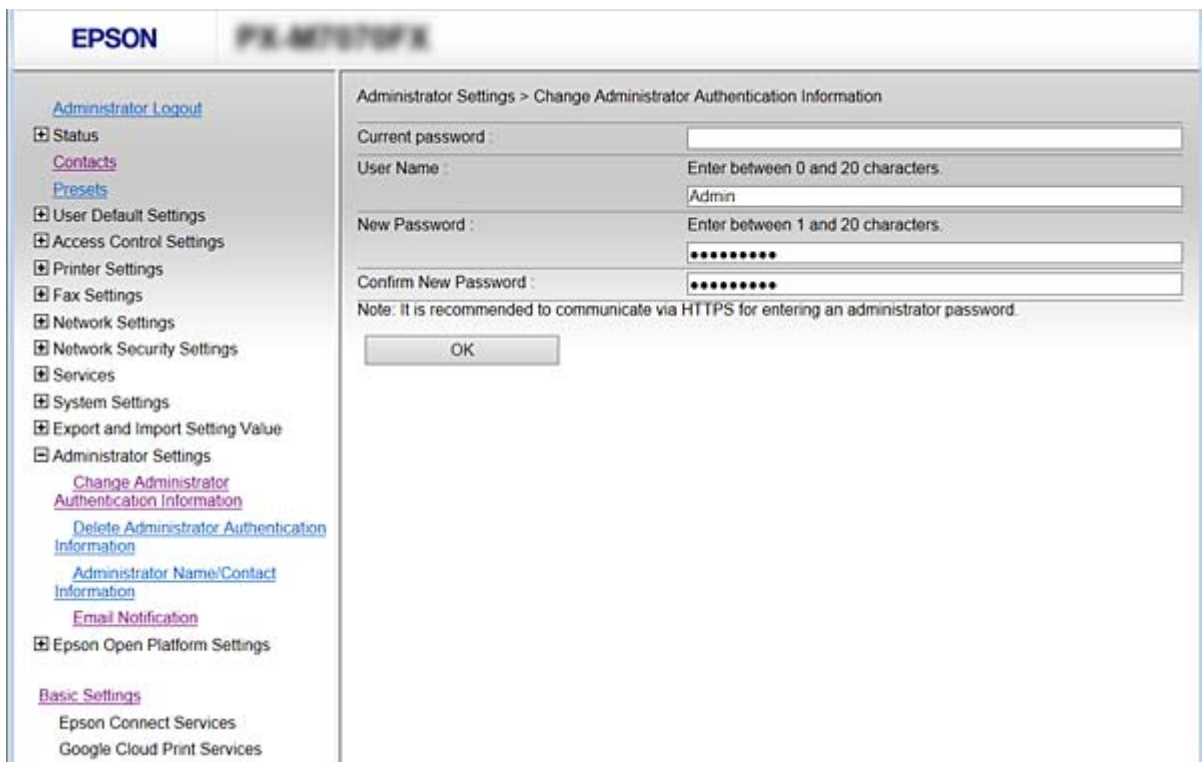 EPSON
Administrator Logout
Status
Contacts
Presets
User Default Settings
Access Control Settings
Printer Settings
Fax Settings
Network Settings
Network Security Settings
Services
System Settings
Export and Import Setting Value
Administrator Settings
Change Administrator
Authentication Information
Delete Administrator Authentication
Information
Administrator Name/Contact
Information
Email Notification
Epson Open Platform Settings
Basic Settings
Epson Connect Services
Google Cloud Print Services
Administrator Settings > Change Administrator Authentication Information
Current password :
User Name : Enter between 0 and 20 characters.
Admin
New Password : Enter between 1 and 20 characters.
•••••••••
Confirm New Password : •••••••••
Note: It is recommended to communicate via HTTPS for entering an administrator password.
OK